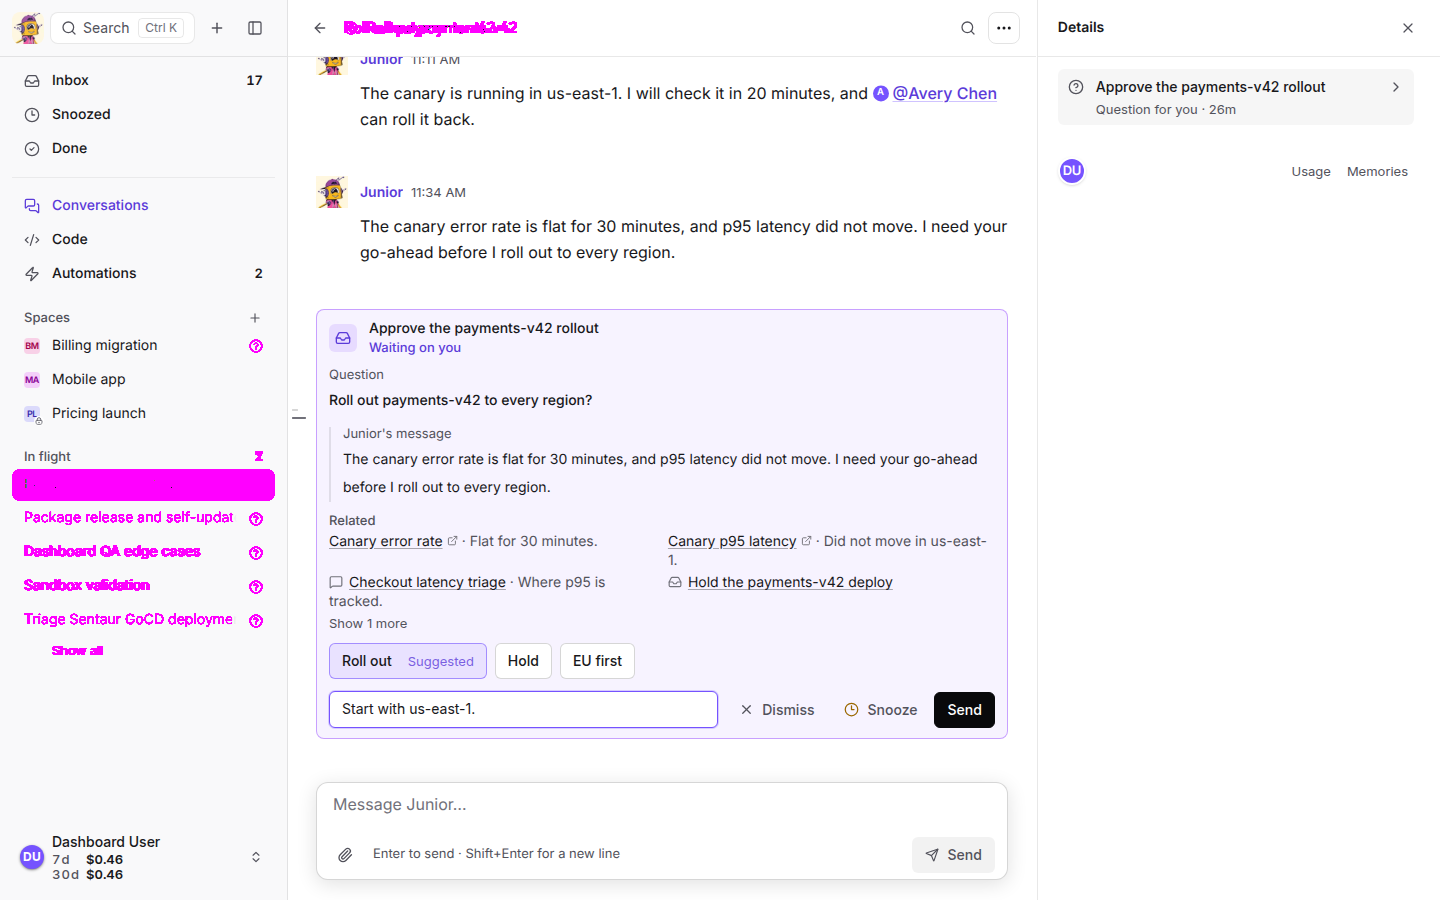 Search Ctrl K
Inbox 17
Snoozed
Done
Conversations
Code
Automations 2
Spaces
BM Billing migration
MA Mobile app
PL Pricing launch
In flight
Package release and self-updat
Dashboard QA edge cases
Sandbox validation
Triage Sentaur GoCD deployme
Show all
DU Dashboard User
7d $0.46
30d $0.46
Junior 11:11 AM
The canary is running in us-east-1. I will check it in 20 minutes, and A @Avery Chen
can roll it back.
Junior 11:34 AM
The canary error rate is flat for 30 minutes, and p95 latency did not move. I need your
go-ahead before I roll out to every region.
Approve the payments-v42 rollout
Waiting on you
Question
Roll out payments-v42 to every region?
Junior's message
The canary error rate is flat for 30 minutes, and p95 latency did not move. I need your go-ahead
before I roll out to every region.
Related
Canary error rate · Flat for 30 minutes.
Canary p95 latency · Did not move in us-east-
1.
Checkout latency triage · Where p95 is
tracked.
Hold the payments-v42 deploy
Show 1 more
Roll out Suggested Hold EU first
Start with us-east-1. Dismiss Snooze Send
Message Junior...
Enter to send · Shift+Enter for a new line Send
Details
Approve the payments-v42 rollout
Question for you · 26m
DU Usage Memories